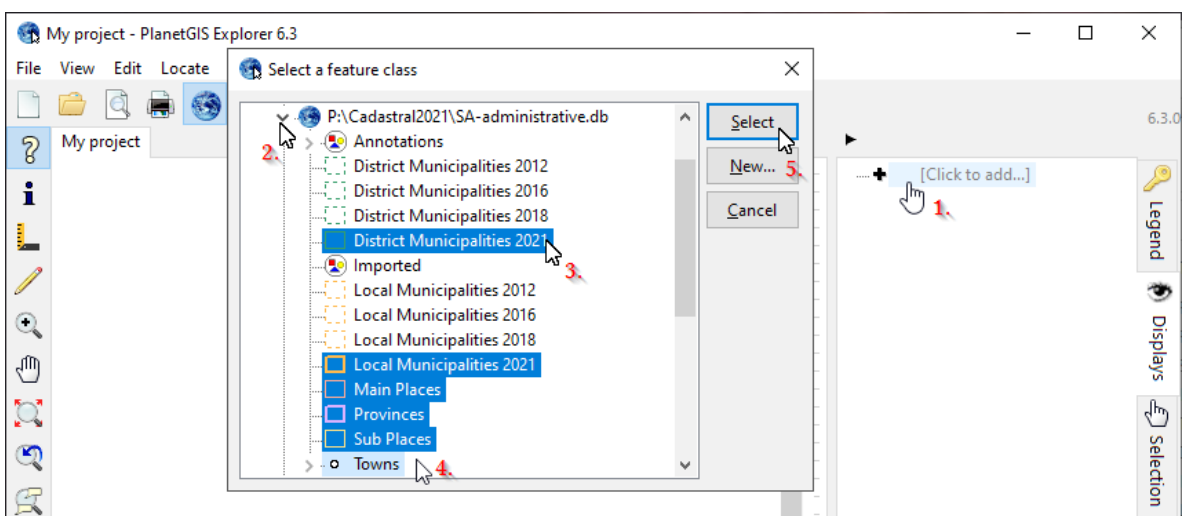 My project - PlanetGIS Explorer 6.3
File View Edit Locate
Select a feature class
6.3.0
My project
P:\Cadastral2021\SA-administrative.db
2.
Annotations
District Municipalities 2012
District Municipalities 2016
District Municipalities 2018
District Municipalities 2021
3.
Imported
Local Municipalities 2012
Local Municipalities 2016
Local Municipalities 2018
Local Municipalities 2021
Main Places
Provinces
Sub Places
Towns
4.
Select
5.
New...
Cancel
[Click to add...]
1.
Legend
Displays
Selection